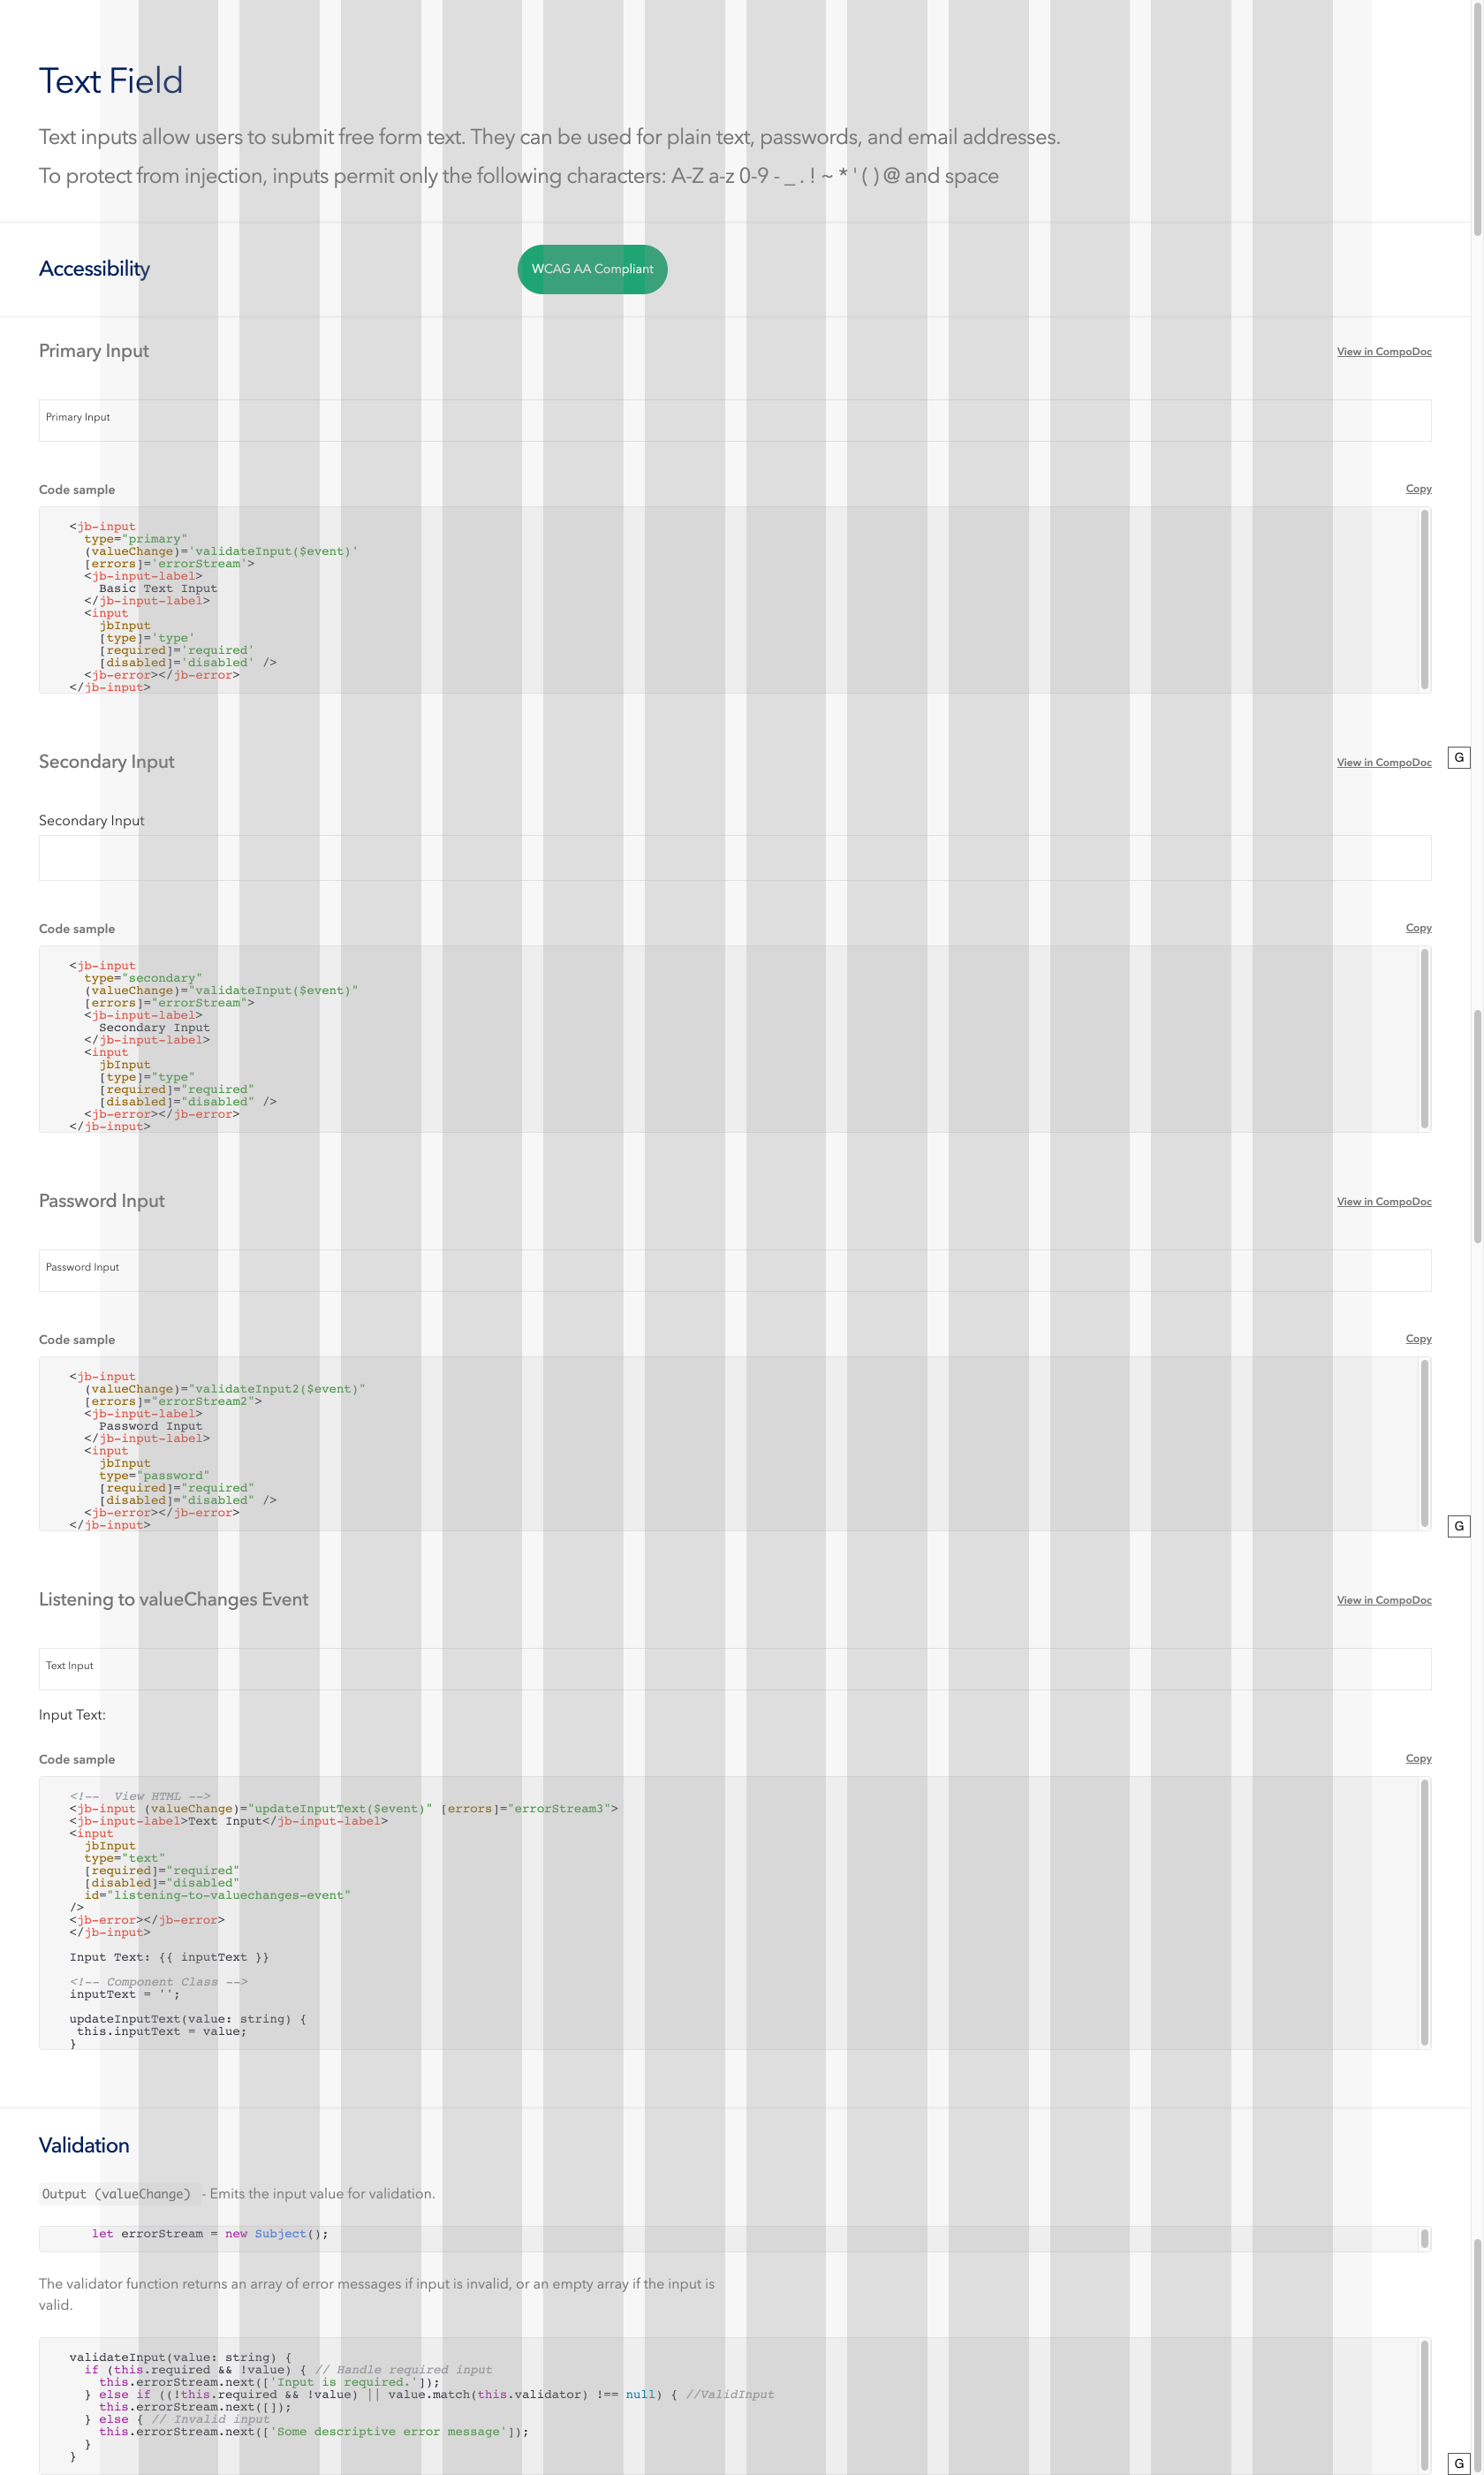 Text Field
Text inputs allow users to submit free form text. They can be used for plain text, passwords, and email addresses.
To protect from injection, inputs permit only the following characters: A-Z a-z 0-9 - _ . ! ~ * ' ( ) @ and space
Accessibility
WCAG AA Compliant
Primary Input
View in CompoDoc
Primary Input
Code sample
Copy
<jb-input
  type="primary"
  (valueChange)='validateInput($event)'
  [errors]='errorStream'>
  <jb-input-label>
    Basic Text Input
  </jb-input-label>
  <input
    jbInput
    [type]='type'
    [required]='required'
    [disabled]='disabled' />
  <jb-error></jb-error>
</jb-input>
Secondary Input
View in CompoDoc
G
Secondary Input
Code sample
Copy
<jb-input
  type="secondary"
  (valueChange)="validateInput($event)"
  [errors]="errorStream">
  <jb-input-label>
    Secondary Input
  </jb-input-label>
  <input
    jbInput
    [type]="type"
    [required]="required"
    [disabled]="disabled" />
  <jb-error></jb-error>
</jb-input>
Password Input
View in CompoDoc
Password Input
Code sample
Copy
<jb-input
  (valueChange)="validateInput2($event)"
  [errors]="errorStream2">
  <jb-input-label>
    Password Input
  </jb-input-label>
  <input
    jbInput
    type="password"
    [required]="required"
    [disabled]="disabled" />
  <jb-error></jb-error>
</jb-input>
G
Listening to valueChanges Event
View in CompoDoc
Text Input
Input Text:
Code sample
Copy
<!--  View HTML -->
<jb-input (valueChange)="updateInputText($event)" [errors]="errorStream3">
<jb-input-label>Text Input</jb-input-label>
<input
  jbInput
  type="text"
  [required]="required"
  [disabled]="disabled"
  id="listening-to-valuechanges-event"
/>
<jb-error></jb-error>
</jb-input>
Input Text: {{ inputText }}
<!-- Component Class -->
inputText = '';
updateInputText(value: string) {
 this.inputText = value;
}
Validation
Output (valueChange) - Emits the input value for validation.
let errorStream = new Subject();
The validator function returns an array of error messages if input is invalid, or an empty array if the input is
valid.
validateInput(value: string) {
  if (this.required && !value) { // Handle required input
    this.errorStream.next(['Input is required.']);
  } else if ((!this.required && !value) || value.match(this.validator) !== null) { //ValidInput
    this.errorStream.next([]);
  } else { // Invalid input
    this.errorStream.next(['Some descriptive error message']);
  }
}
G